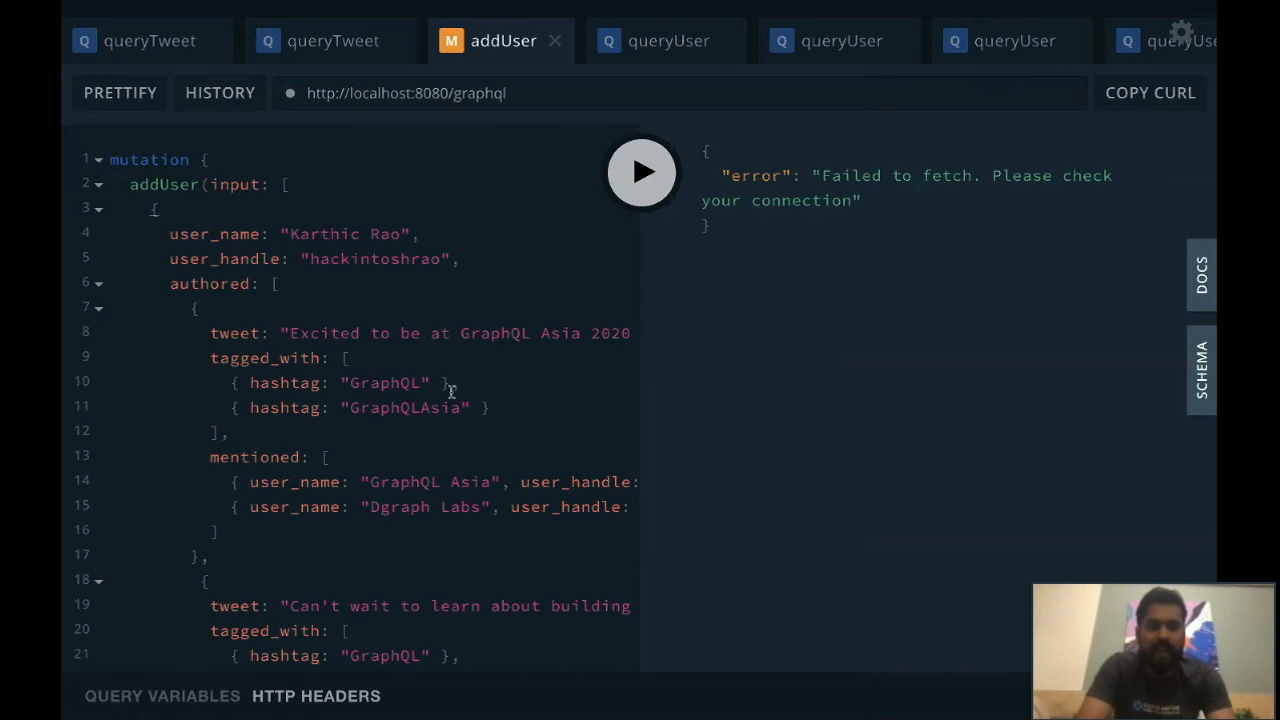 Q queryTweet
Q queryTweet
M addUser ×
Q queryUser
Q queryUser
Q queryUser
Q queryUse
PRETTIFY
HISTORY
http://localhost:8080/graphql
COPY CURL
1 mutation {
2 addUser(input: [
3 {
4 user_name: "Karthic Rao",
5 user_handle: "hackintoshrao",
6 authored: [
7 {
8 tweet: "Excited to be at GraphQL Asia 2020
9 tagged_with: [
10 { hashtag: "GraphQL" }
11 { hashtag: "GraphQLAsia" }
12 ],
13 mentioned: [
14 { user_name: "GraphQL Asia", user_handle:
15 { user_name: "Dgraph Labs", user_handle:
16 ]
17 },
18 {
19 tweet: "Can't wait to learn about building
20 tagged_with: [
21 { hashtag: "GraphQL" },
{
"error": "Failed to fetch. Please check
your connection"
}
DOCS
SCHEMA
QUERY VARIABLES
HTTP HEADERS